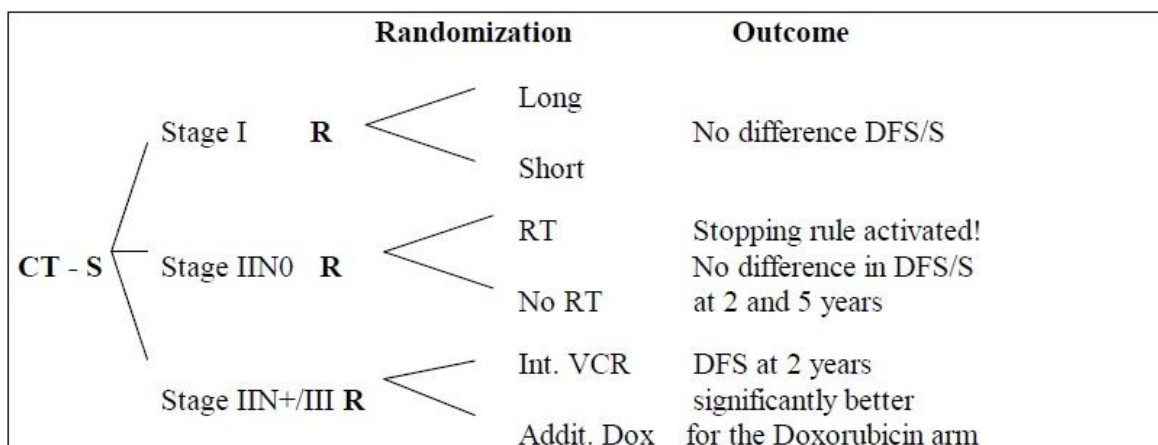 Randomization Outcome
Long
Stage I R No difference DFS/S
Short
RT Stopping rule activated!
CT - S Stage IIN0 R No difference in DFS/S
No RT at 2 and 5 years
Int. VCR DFS at 2 years
Stage IIN+/III R significantly better
Addit. Dox for the Doxorubicin arm